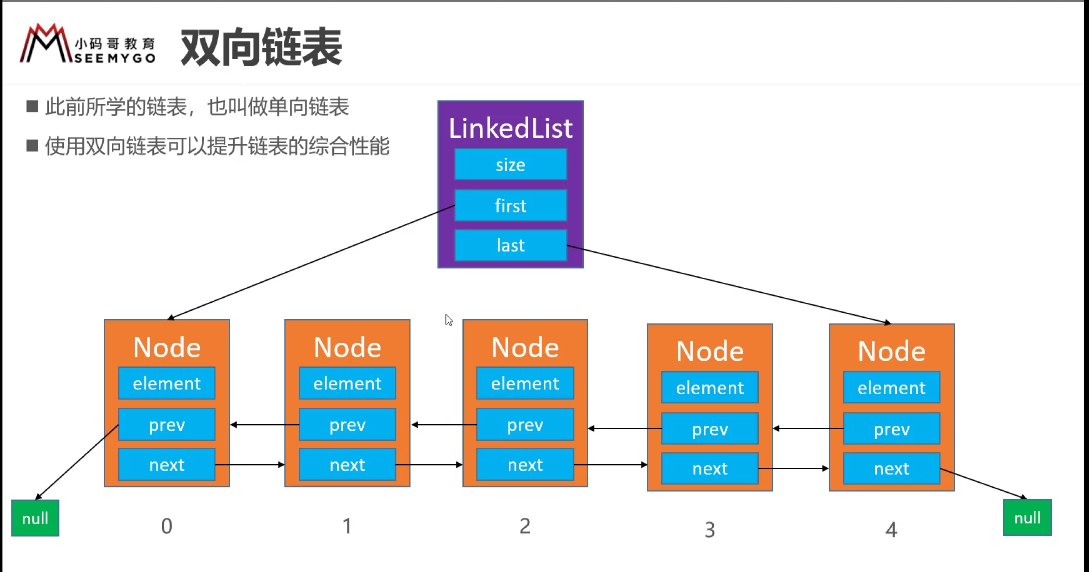 小码哥教育
SEEMYGO
双向链表
■ 此前所学的链表，也叫做单向链表
■ 使用双向链表可以提升链表的综合性能
LinkedList
size
first
last
Node
element
prev
next
Node
element
prev
next
Node
element
prev
next
Node
element
prev
next
Node
element
prev
next
null
0
1
2
3
4
null